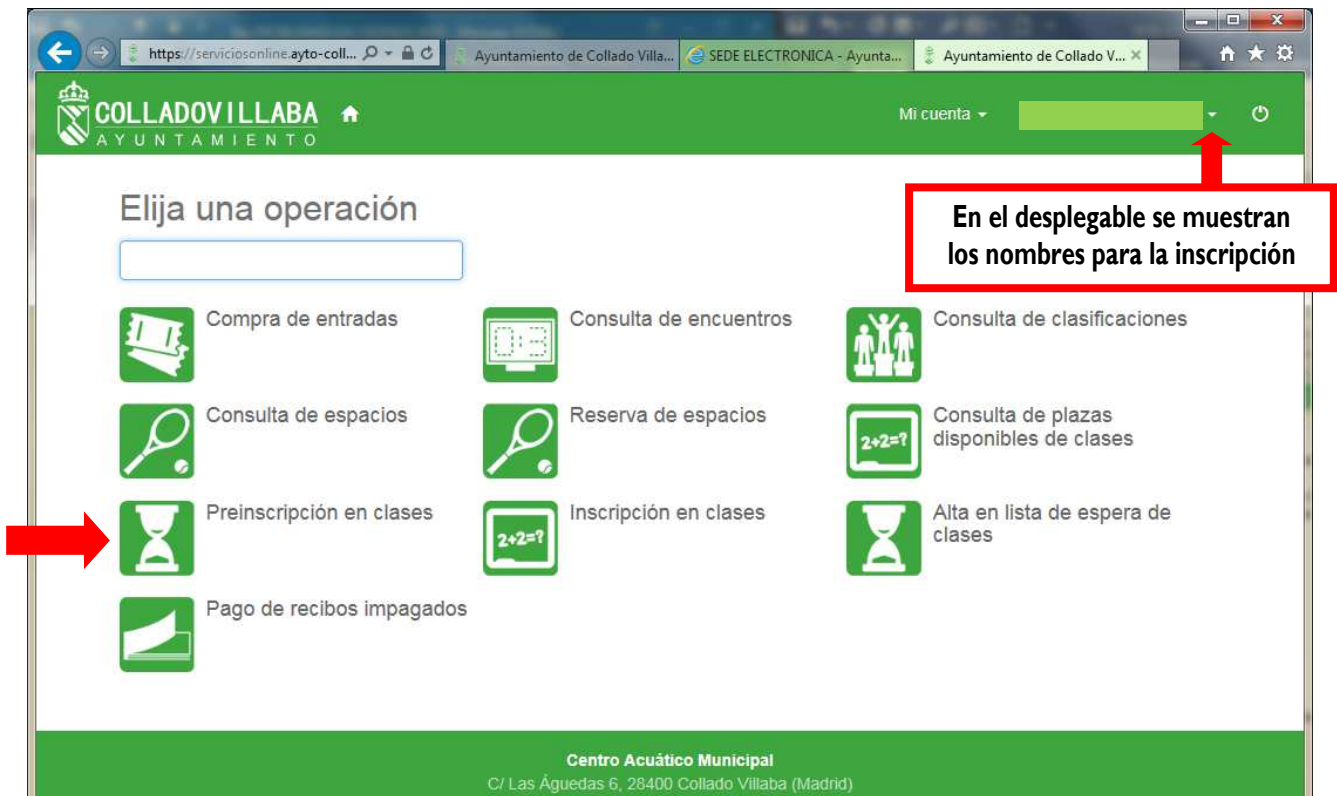 https://serviciosonline.ayto-coll...
Ayuntamiento de Collado Villa...
SEDE ELECTRONICA - Ayunta...
Ayuntamiento de Collado V...
COLLADOVILLABA
AYUNTAMIENTO
Mi cuenta
Elija una operación
En el desplegable se muestran
los nombres para la inscripción
Compra de entradas
Consulta de encuentros
0:3
Consulta de clasificaciones
Consulta de espacios
Reserva de espacios
2+2=?
Consulta de plazas
disponibles de clases
Preinscripción en clases
2+2=?
Inscripción en clases
Alta en lista de espera de
clases
Pago de recibos impagados
Centro Acuático Municipal
C/ Las Águedas 6, 28400 Collado Villaba (Madrid)